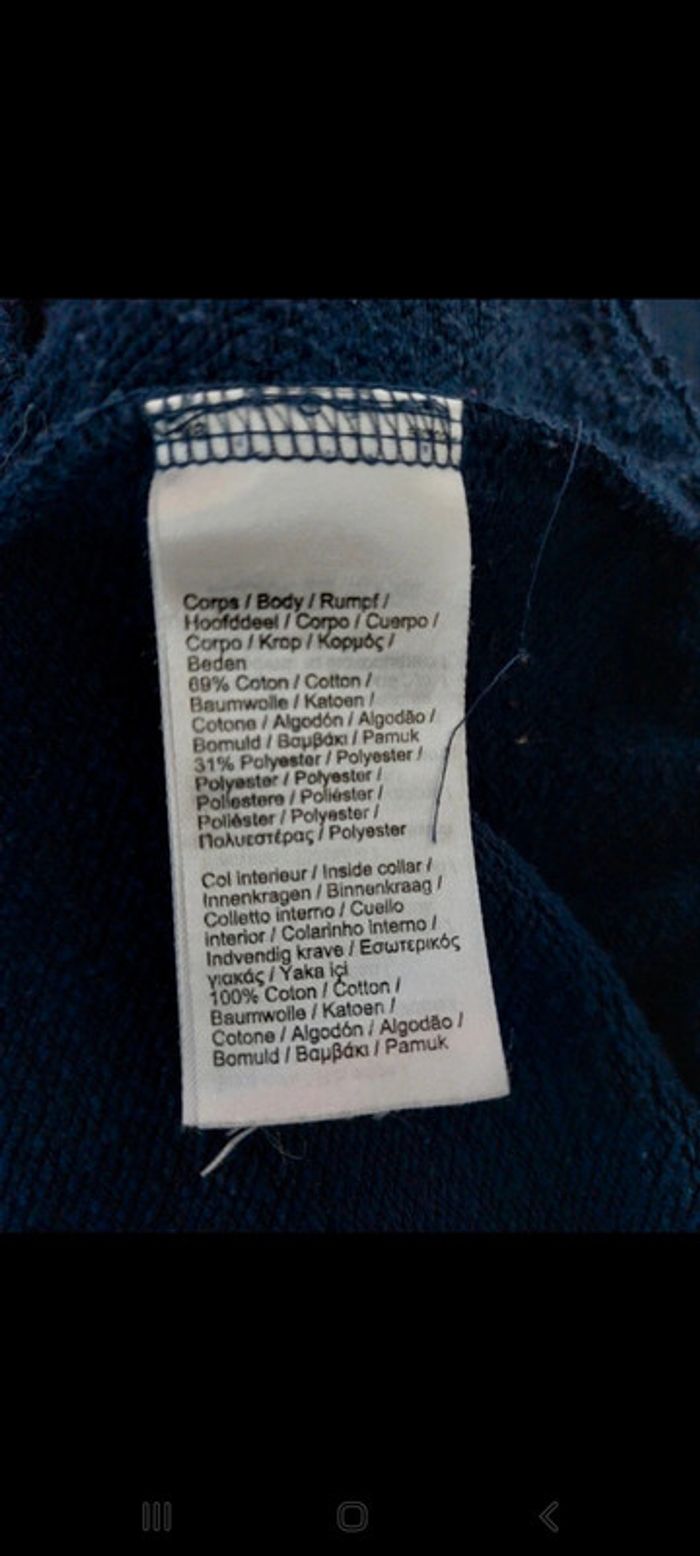 Corps / Body / Rumpf /
Hoofddeel / Corpo / Cuerpo /
Corpo / Krop / Κορμός /
Beden
69% Coton / Cotton /
Baumwolle / Katoen /
Cotone / Algodón / Algodão /
Bomuld / Βαμβάκι / Pamuk
31% Polyester / Polyester /
Polyester / Polyester /
Poliestere / Poliéster /
Poliéster / Polyester /
Πολυεστέρας / Polyester
Col interieur / Inside collar /
Innenkragen / Binnenkraag /
Colletto interno / Cuello
interior / Colarinho interno /
Indvendig krave / Εσωτερικός
γιακάς / Yaka içi
100% Coton / Cotton /
Baumwolle / Katoen /
Cotone / Algodón / Algodão /
Bomuld / Βαμβάκι / Pamuk